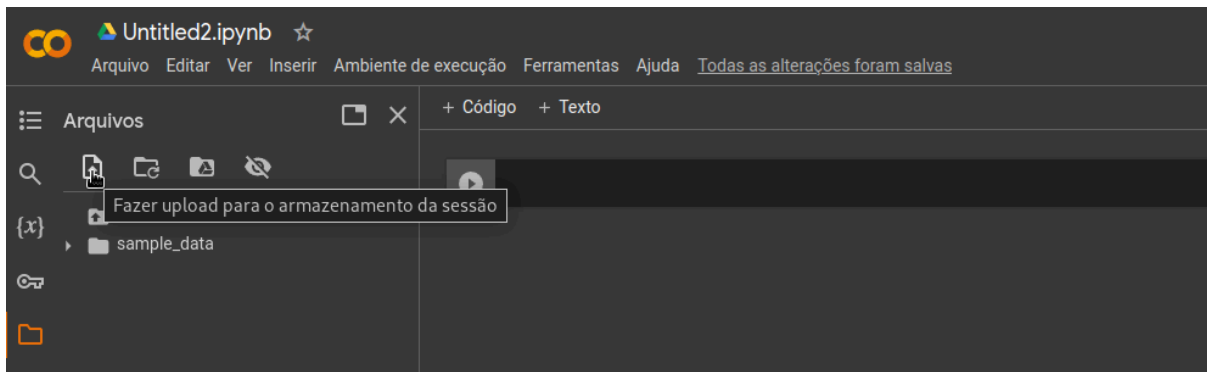 Untitled2.ipynb
Arquivo Editar Ver Inserir Ambiente de execução Ferramentas Ajuda Todas as alterações foram salvas
Arquivos
+ Código + Texto
Fazer upload para o armazenamento da sessão
{x}
sample_data